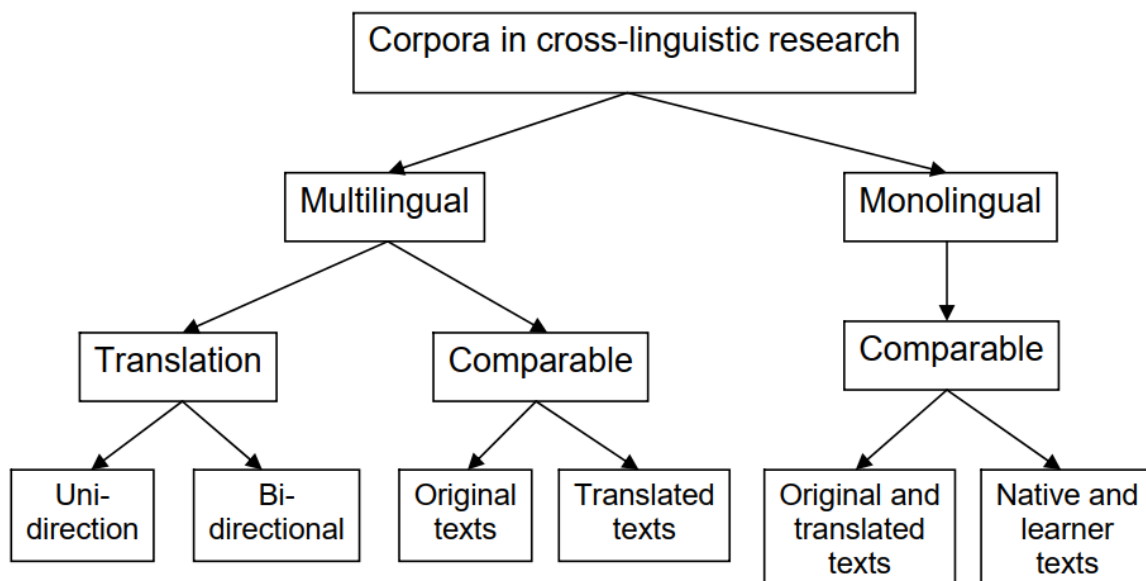 Corpora in cross-linguistic research
Multilingual
Monolingual
Translation
Comparable
Comparable
Uni-
direction
Bi-
directional
Original
texts
Translated
texts
Original and
translated
texts
Native and
learner
texts